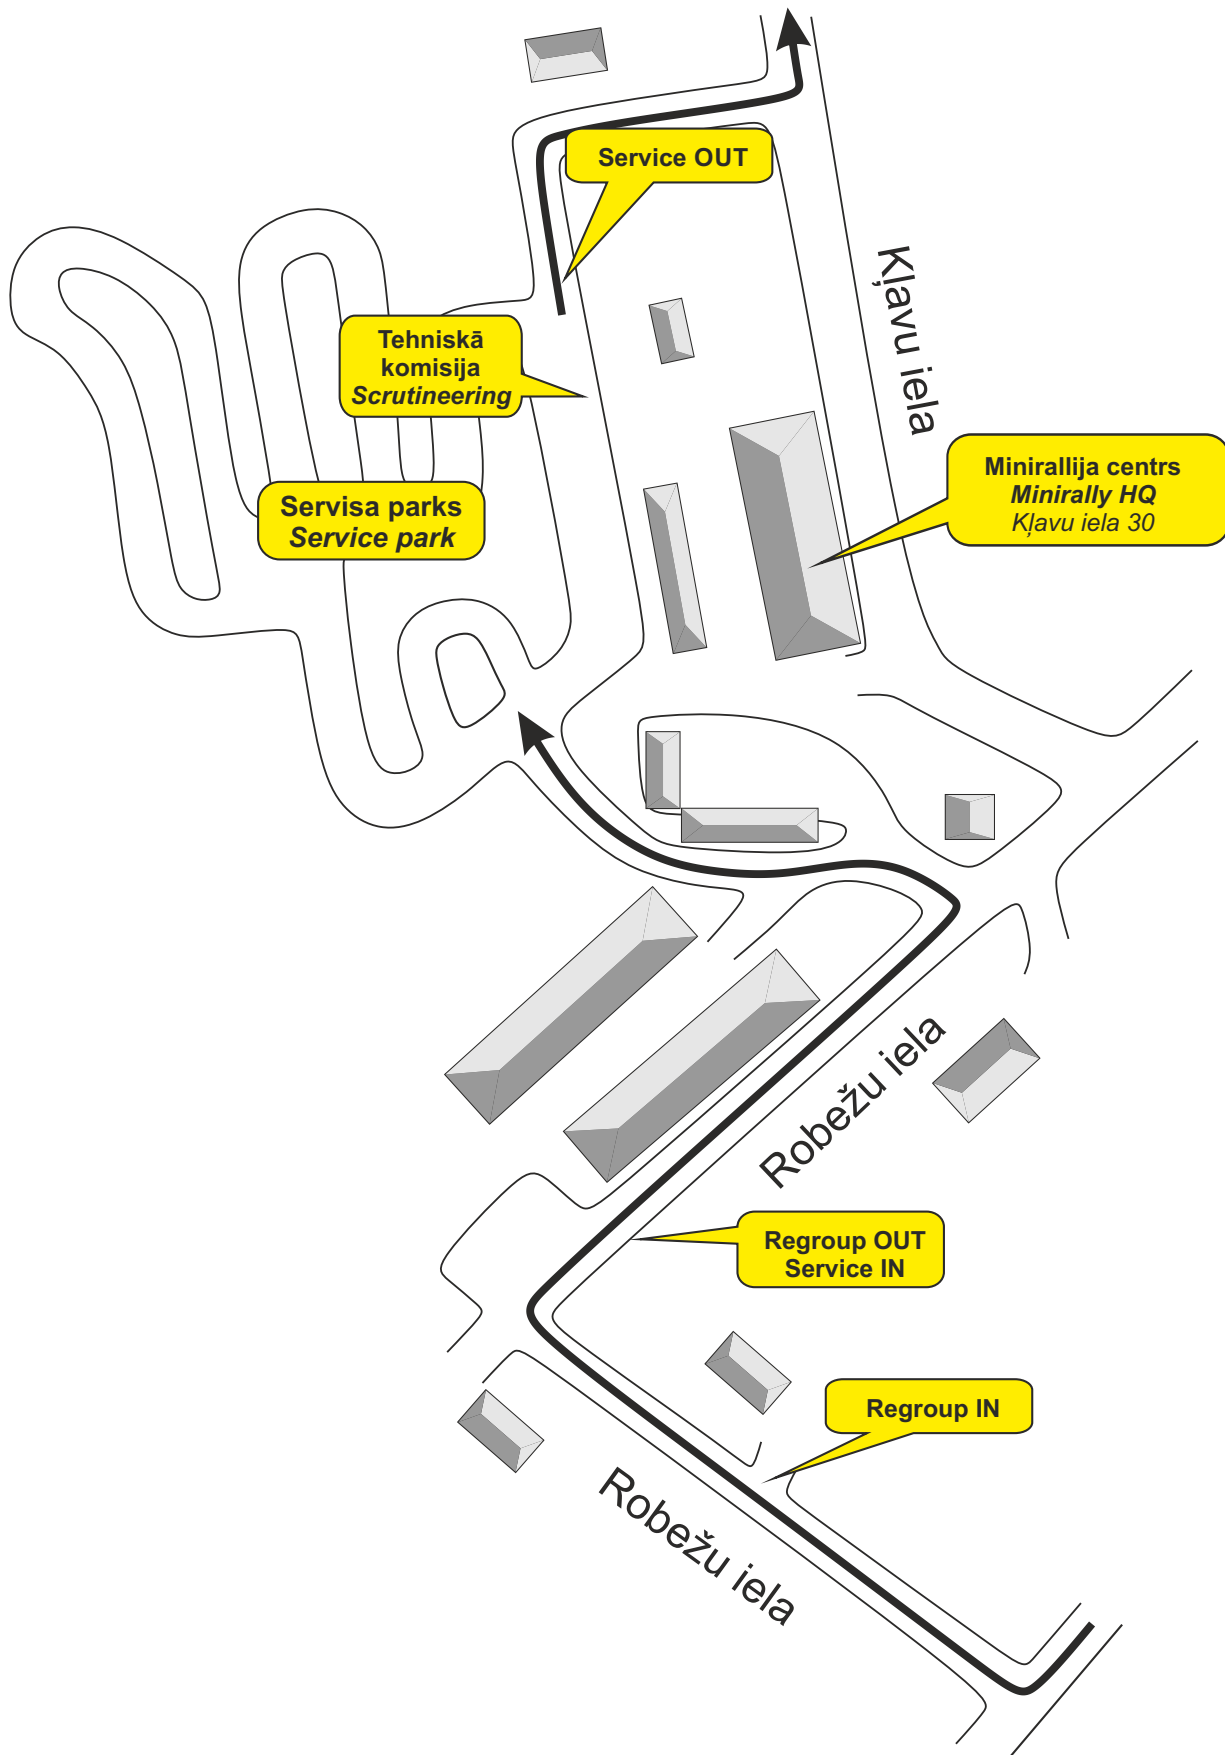 Service OUT
Kļavu iela
Tehniskā
komisija
Scrutineering
Minirallija centrs
Minirally HQ
Kļavu iela 30
Servisa parks
Service park
Robežu iela
Regroup OUT
Service IN
Regroup IN
Robežu iela